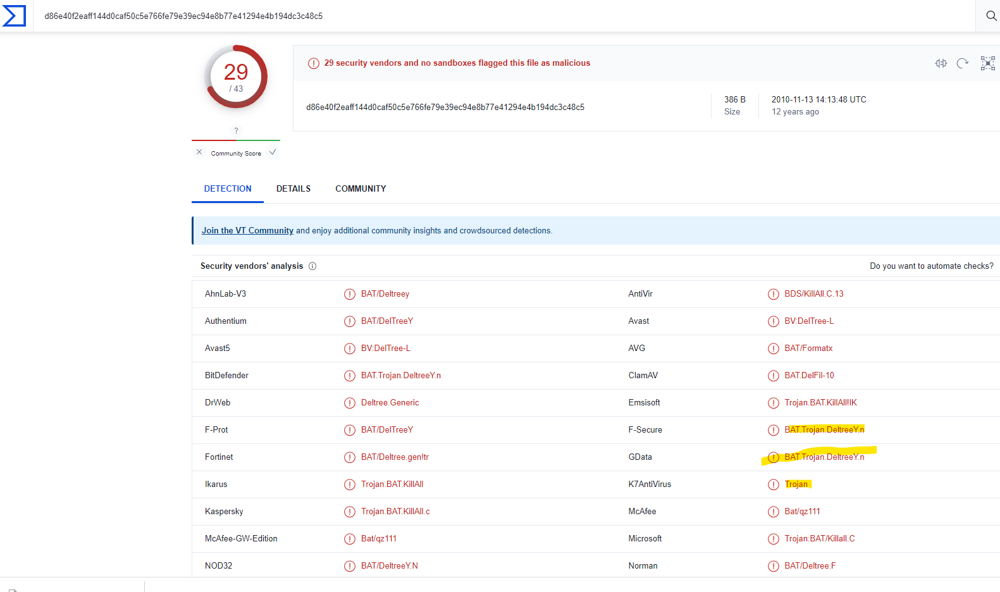 d86e40f2eaff144d0caf50c5e766fe79e39ec94e8b77e41294e4b194dc3c48c5
29
/ 43
?
Community Score
29 security vendors and no sandboxes flagged this file as malicious
d86e40f2eaff144d0caf50c5e766fe79e39ec94e8b77e41294e4b194dc3c48c5
386 B
Size
2010-11-13 14:13:48 UTC
12 years ago
DETECTION DETAILS COMMUNITY
Join the VT Community and enjoy additional community insights and crowdsourced detections.
Security vendors' analysis Do you want to automate checks?
AhnLab-V3 BAT/Deltreey AntiVir BDS/KillAll.C.13
Authentium BAT/DelTreeY Avast BV:DelTree-L
Avast5 BV:DelTree-L AVG BAT/Formatx
BitDefender BAT.Trojan.DeltreeY.n ClamAV BAT.DelFil-10
DrWeb Deltree.Generic Emsisoft Trojan.BAT.KillAll!IK
F-Prot BAT/DelTreeY F-Secure BAT.Trojan.DeltreeY.n
Fortinet BAT/Deltree.gen!tr GData BAT.Trojan.DeltreeY.n
Ikarus Trojan.BAT.KillAll K7AntiVirus Trojan
Kaspersky Trojan.BAT.KillAll.c McAfee Bat/qz111
McAfee-GW-Edition Bat/qz111 Microsoft Trojan:BAT/Killall.C
NOD32 BAT/DeltreeY.N Norman BAT/Deltree.F